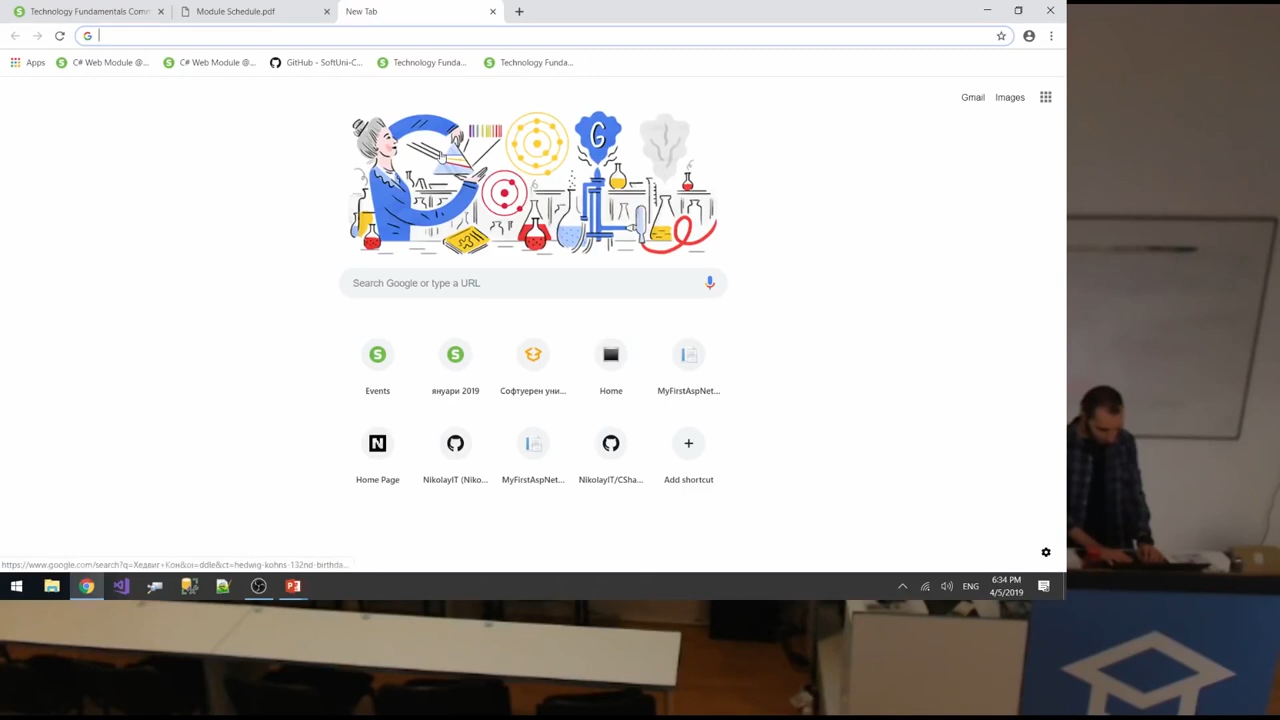 Technology Fundamentals Comm
Module Schedule.pdf
New Tab
Apps
C# Web Module @...
C# Web Module @...
GitHub - SoftUni-C...
Technology Funda...
Technology Funda...
Gmail
Images
G
Search Google or type a URL
Events
януари 2019
Софтуерен уни...
Home
MyFirstAspNet...
Home Page
NikolayIT (Niko...
MyFirstAspNet...
NikolayIT/CSha...
Add shortcut
https://www.google.com/search?q=Хедвиг+Кон&oi=ddle&ct=hedwig-kohns-132nd-birthda...
ENG
6:34 PM
4/5/2019